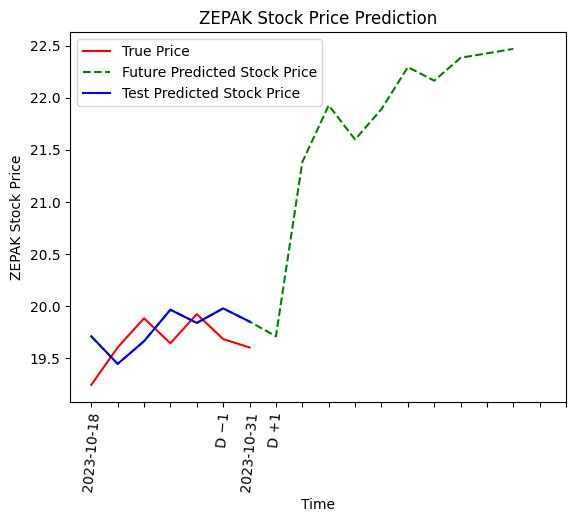 ZEPAK Stock Price Prediction
True Price
Future Predicted Stock Price
Test Predicted Stock Price
ZEPAK Stock Price
22.5
22.0
21.5
21.0
20.5
20.0
19.5
2023-10-18
D −1
2023-10-31
D +1
Time